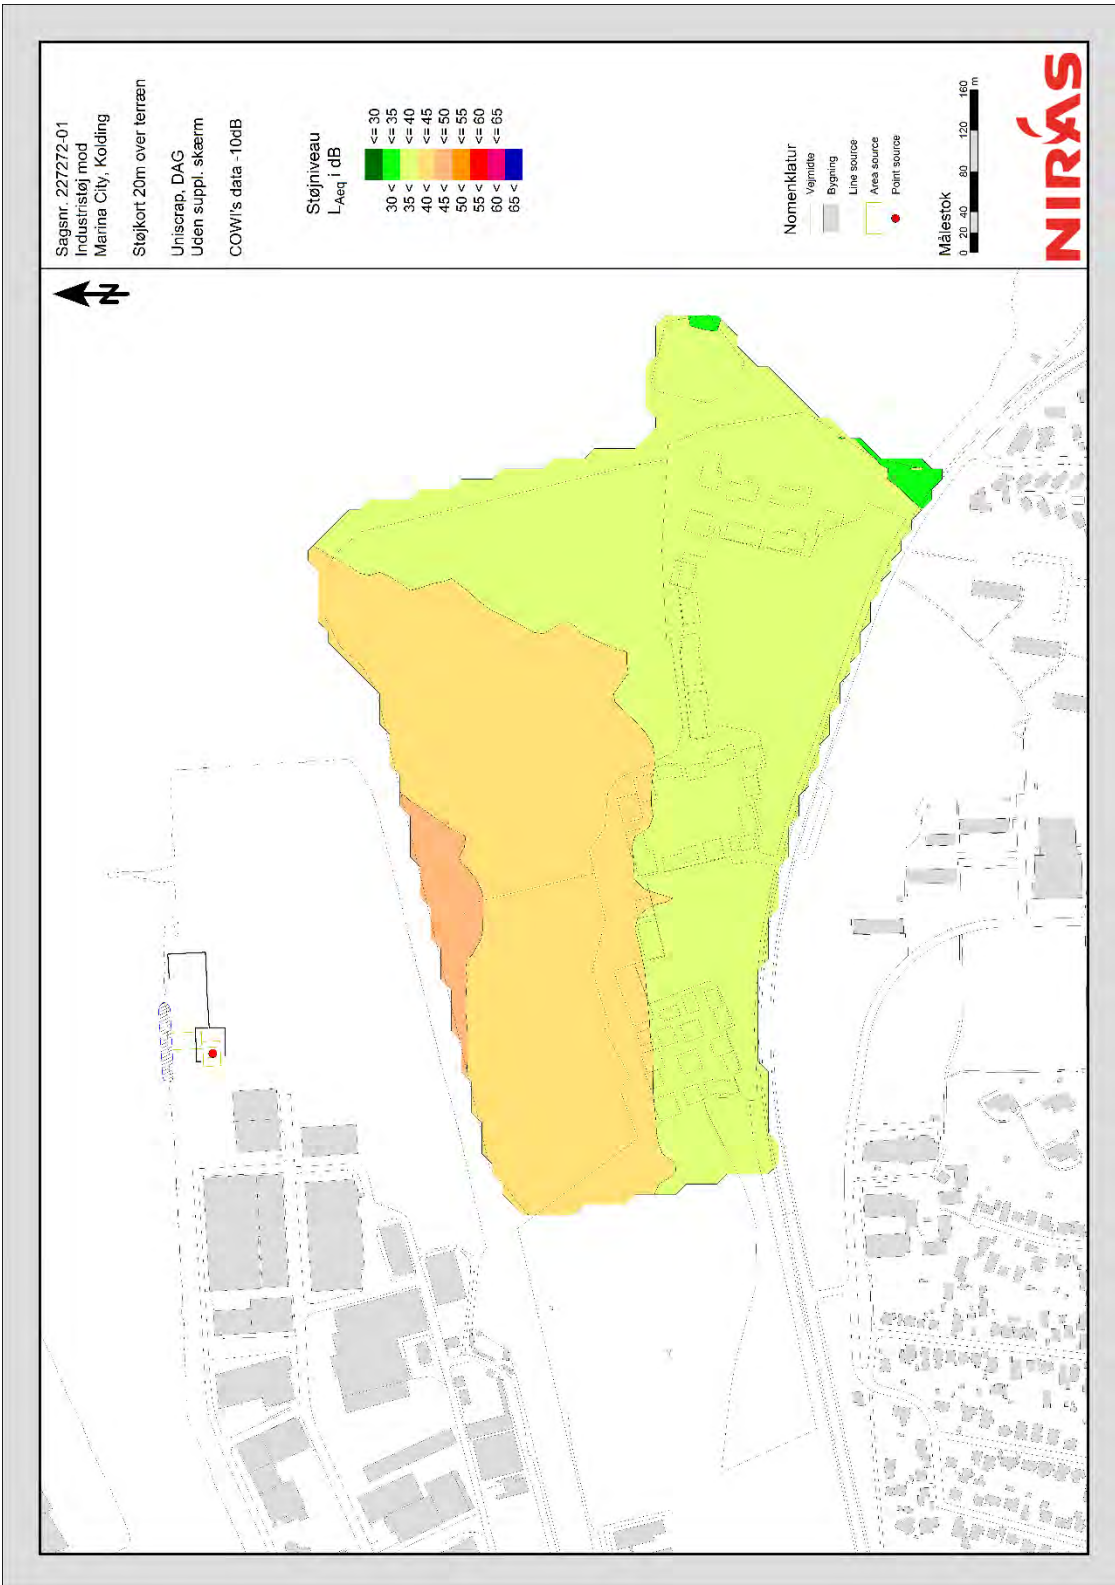 Sagsnr. 227272-01
Industristøj mod
Marina City, Kolding
Støjkort 20m over terræn
Uniscrap, DAG
Uden suppl. skærm
COWI's data -10dB
Støjniveau
LAeq i dB
<= 30
30 < <= 35
35 < <= 40
40 < <= 45
45 < <= 50
50 < <= 55
55 < <= 60
60 < <= 65
65 <
Nomenklatur
Vejmidte
Bygning
Line source
Area source
Point source
Målestok
0 20 40 80 120 160
m
NIRÁS
N